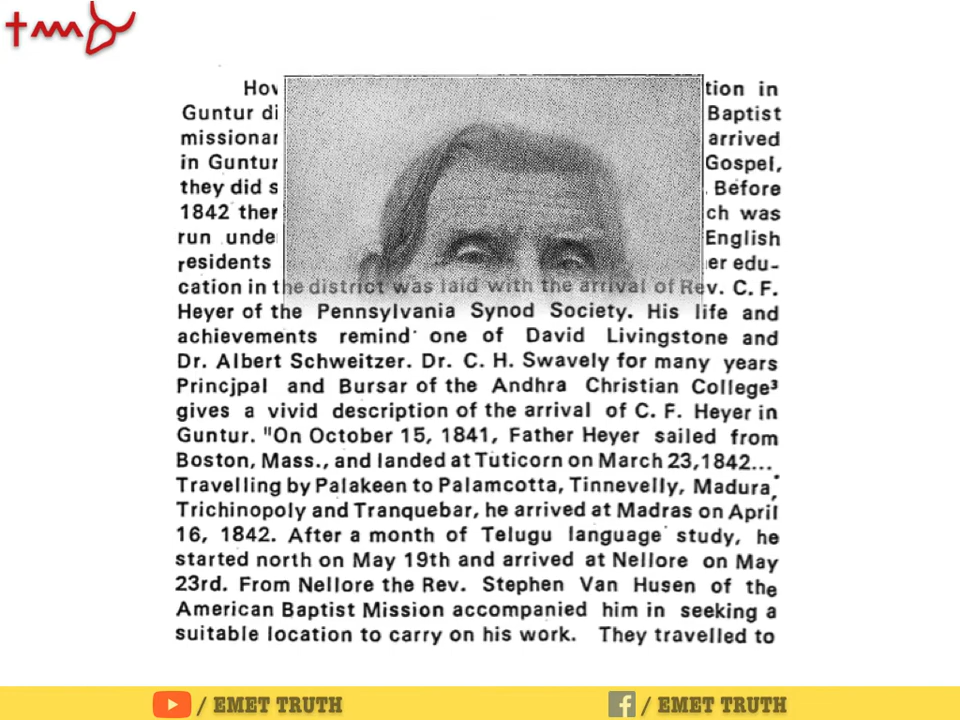 Guntur di
tion in
missionar
Baptist
in Guntur
arrived
they did s
Gospel,
1842 ther
Before
run unde
ch was
residents
English
er edu-
cation in the district was laid with the arrival of Rev. C. F.
Heyer of the Pennsylvania Synod Society. His life and
achievements remind one of David Livingstone and
Dr. Albert Schweitzer. Dr. C. H. Swavely for many years
Princjpal and Bursar of the Andhra Christian College³
gives a vivid description of the arrival of C. F. Heyer in
Guntur. "On October 15, 1841, Father Heyer sailed from
Boston, Mass., and landed at Tuticorn on March 23,1842...
Travelling by Palakeen to Palamcotta, Tinnevelly, Madura,
Trichinopoly and Tranquebar, he arrived at Madras on April
16, 1842. After a month of Telugu language study, he
started north on May 19th and arrived at Nellore on May
23rd. From Nellore the Rev. Stephen Van Husen of the
American Baptist Mission accompanied him in seeking a
suitable location to carry on his work. They travelled to
/ EMET TRUTH
/ EMET TRUTH